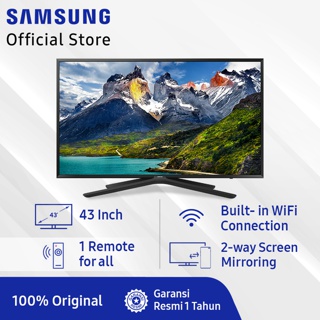 SAMSUNG
Official Store
43"
43 Inch
Built- in WiFi
Connection
1 Remote
for all
2-way Screen
Mirroring
100% Original
Garansi
Resmi 1 Tahun